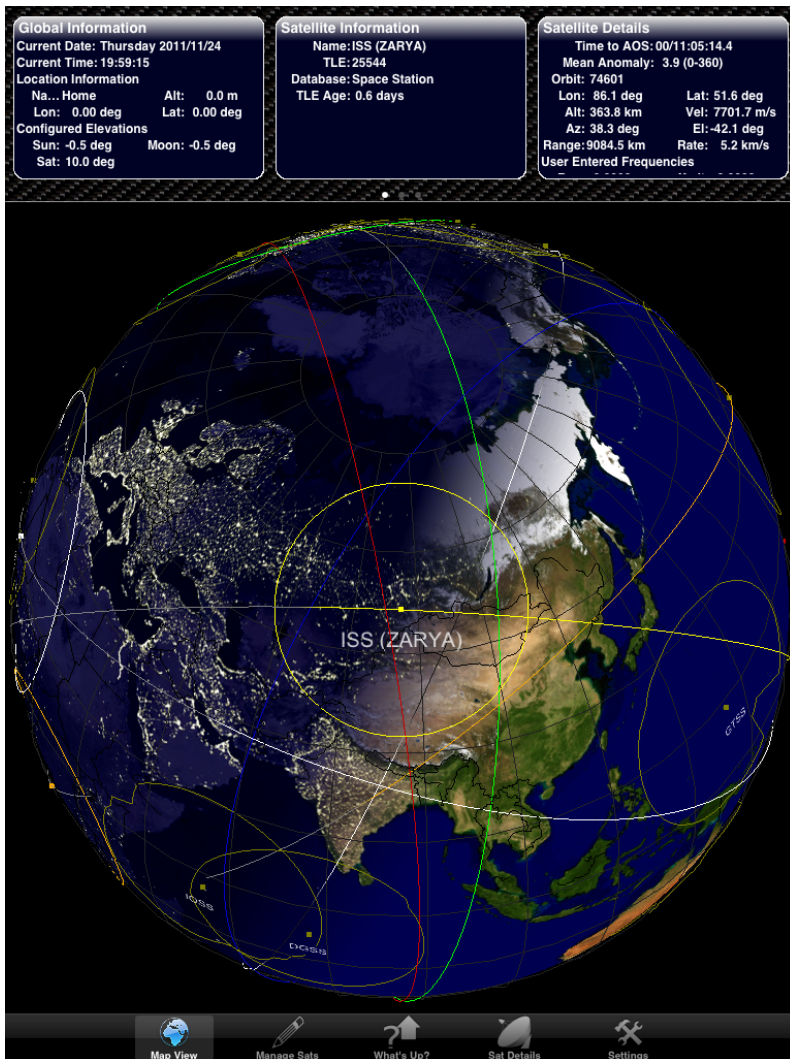 Global Information
Current Date: Thursday 2011/11/24
Current Time: 19:59:15
Location Information
Na... Home Alt: 0.0 m
Lon: 0.00 deg Lat: 0.00 deg
Configured Elevations
Sun: -0.5 deg Moon: -0.5 deg
Sat: 10.0 deg
Satellite Information
Name: ISS (ZARYA)
TLE: 25544
Database: Space Station
TLE Age: 0.6 days
Satellite Details
Time to AOS: 00/11:05:14.4
Mean Anomaly: 3.9 (0-360)
Orbit: 74601
Lon: 86.1 deg Lat: 51.6 deg
Alt: 363.8 km Vel: 7701.7 m/s
Az: 38.3 deg El: -42.1 deg
Range: 9084.5 km Rate: 5.2 km/s
User Entered Frequencies
ISS (ZARYA)
GTSS
IOSS
DGSS
Map View Manage Sats What's Up? Sat Details Settings